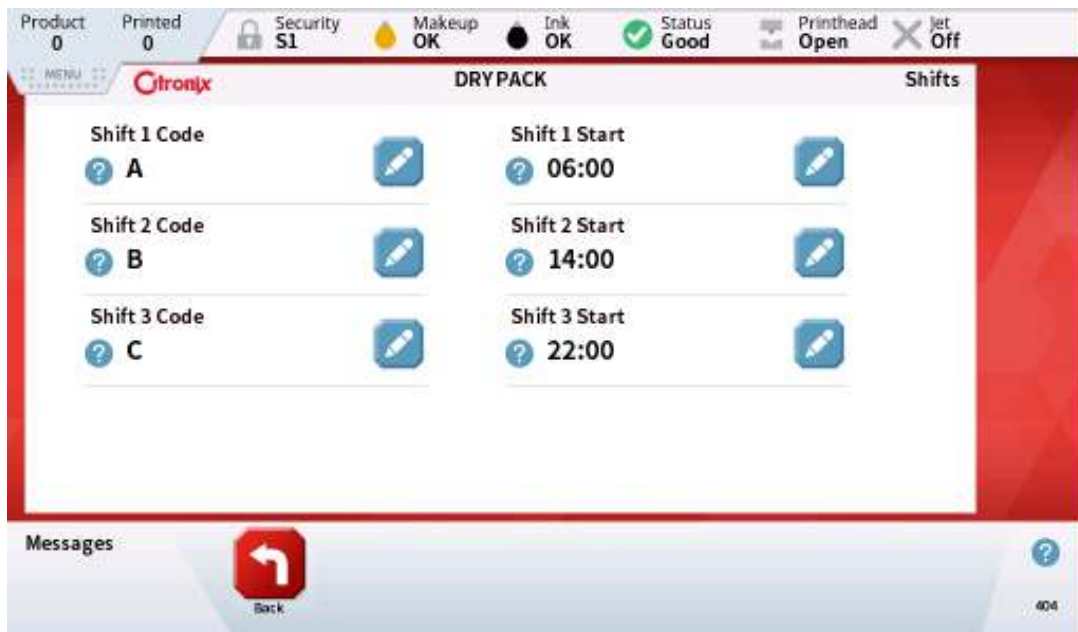 Product Printed Security Makeup Ink Status Printhead Jet
0 0 S1 OK OK Good Open Off
MENU Citronix DRYPACK Shifts
Shift 1 Code Shift 1 Start
? A ? 06:00
Shift 2 Code Shift 2 Start
? B ? 14:00
Shift 3 Code Shift 3 Start
? C ? 22:00
Messages ?
Back 404